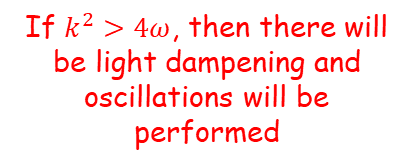 If k² > 4ω, then there will
be light dampening and
oscillations will be
performed